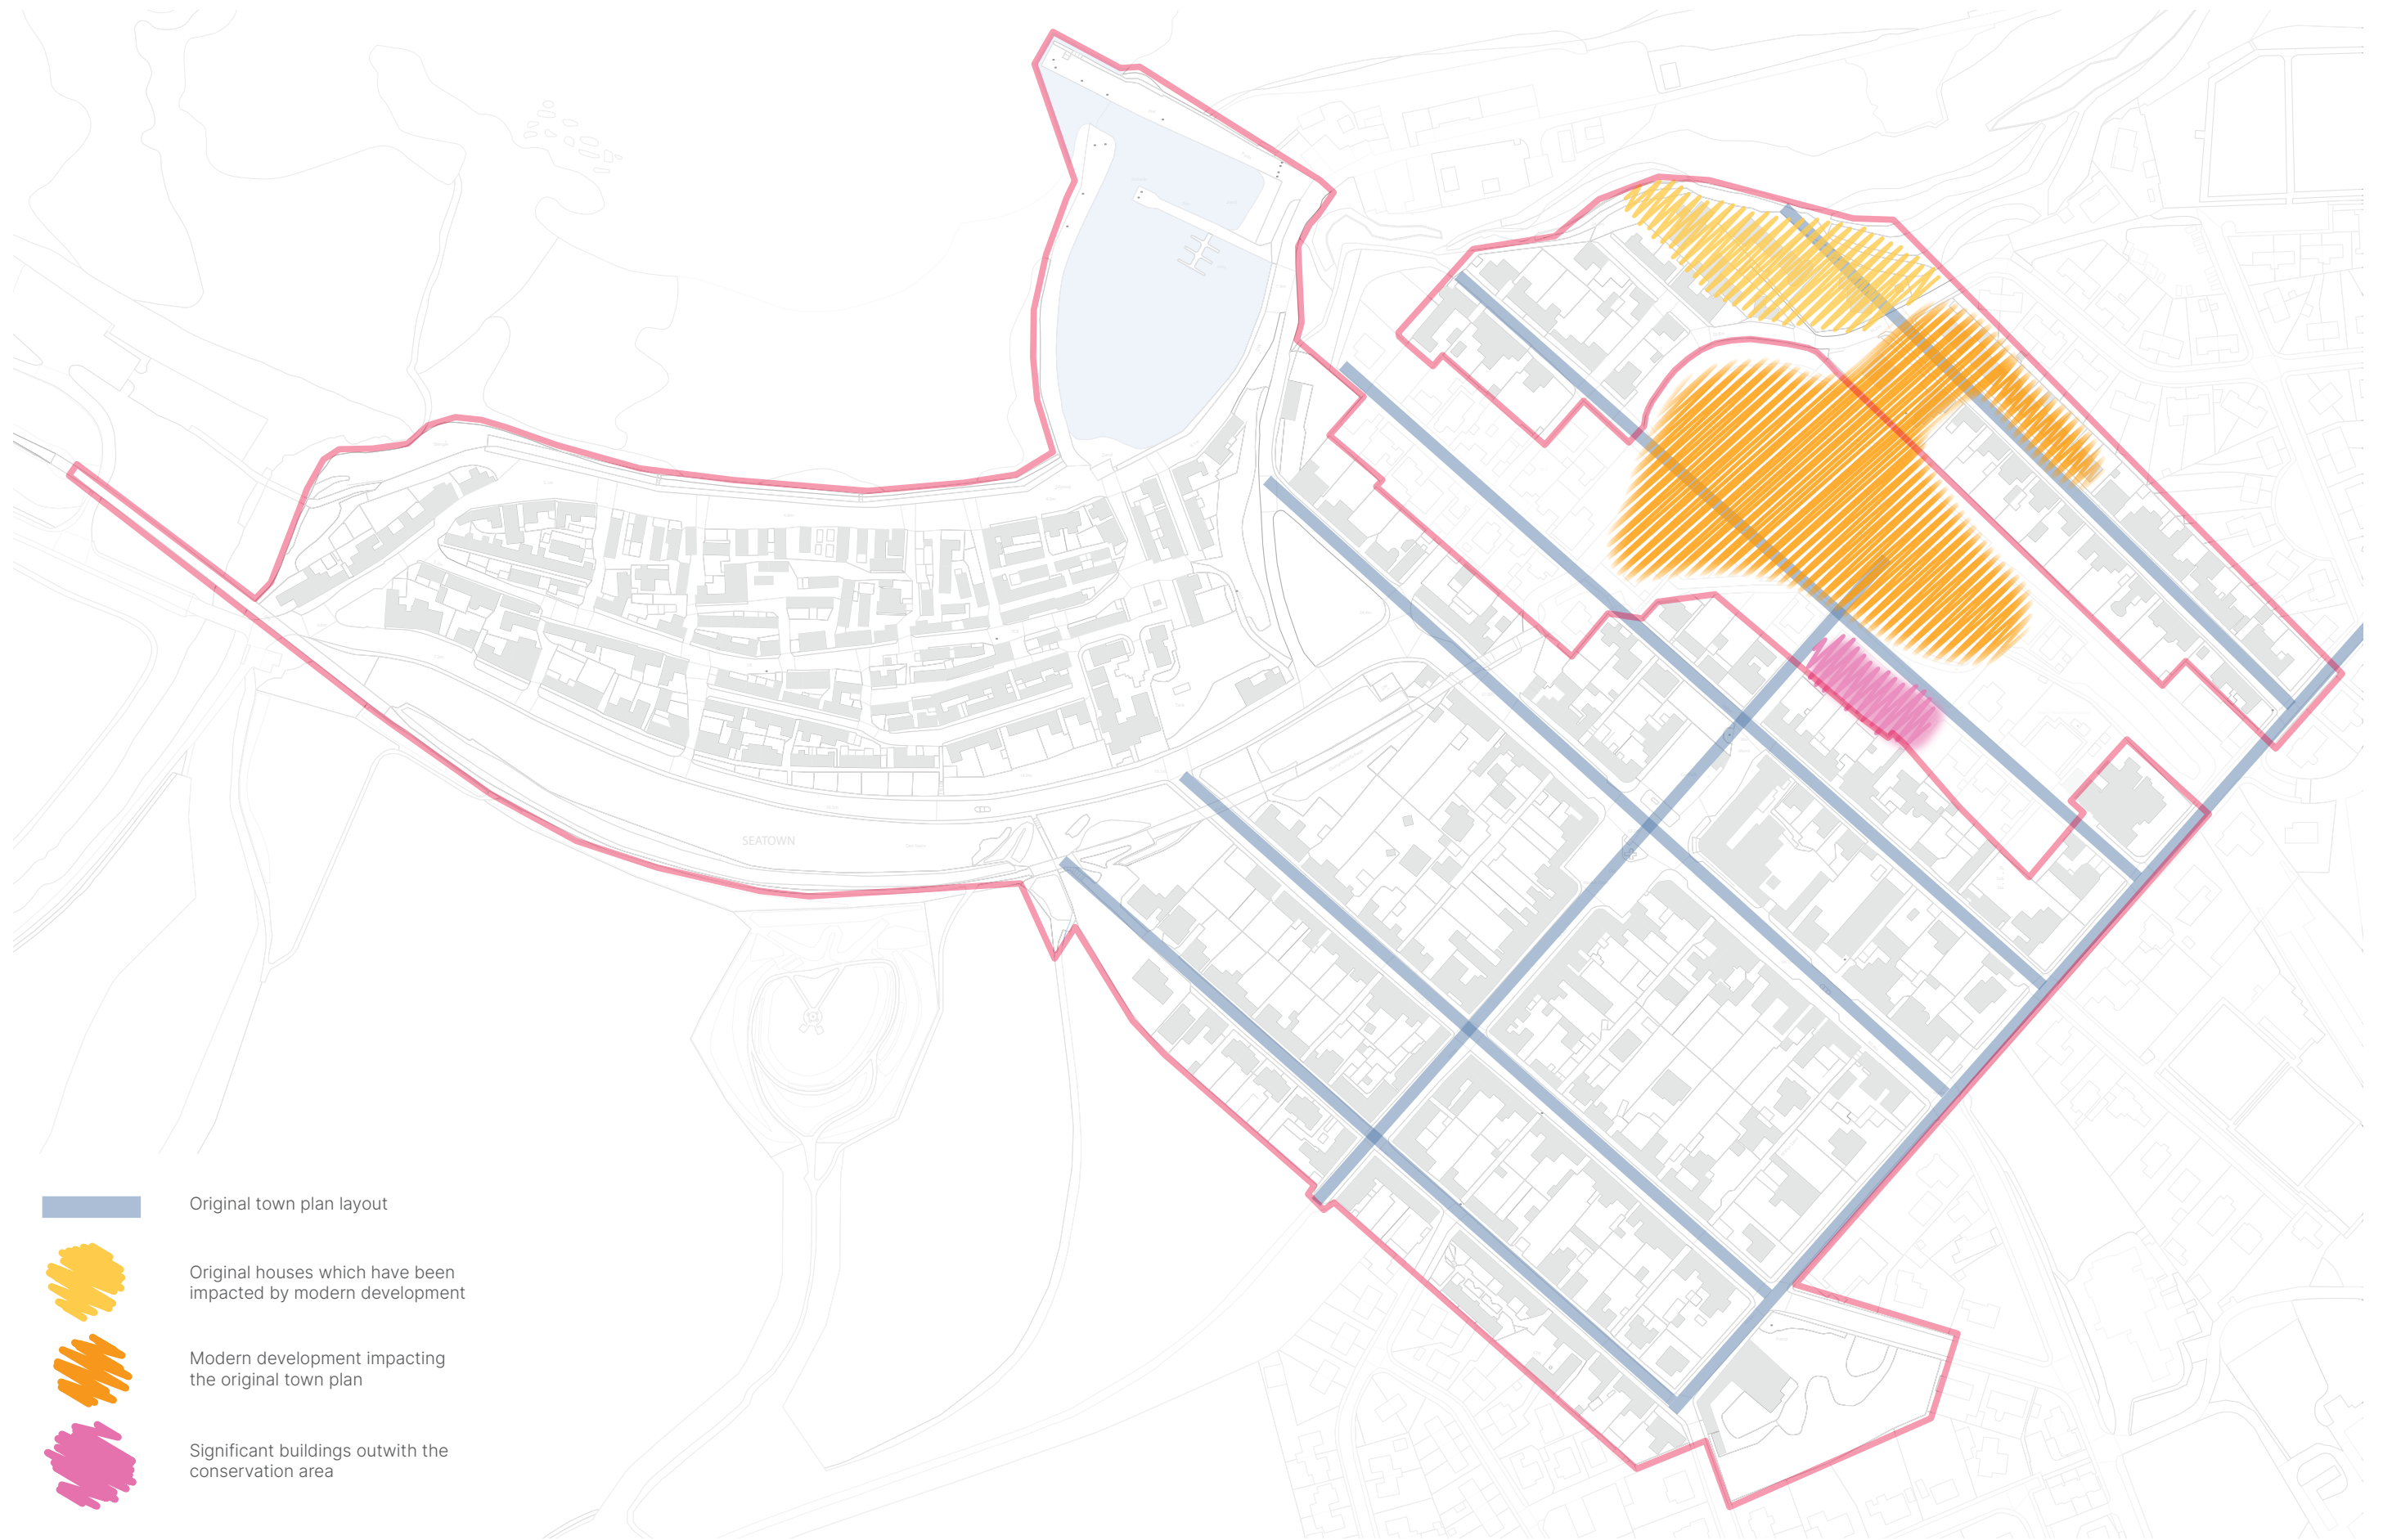 SEATOWN
Original town plan layout
Original houses which have been
impacted by modern development
Modern development impacting
the original town plan
Significant buildings outwith the
conservation area